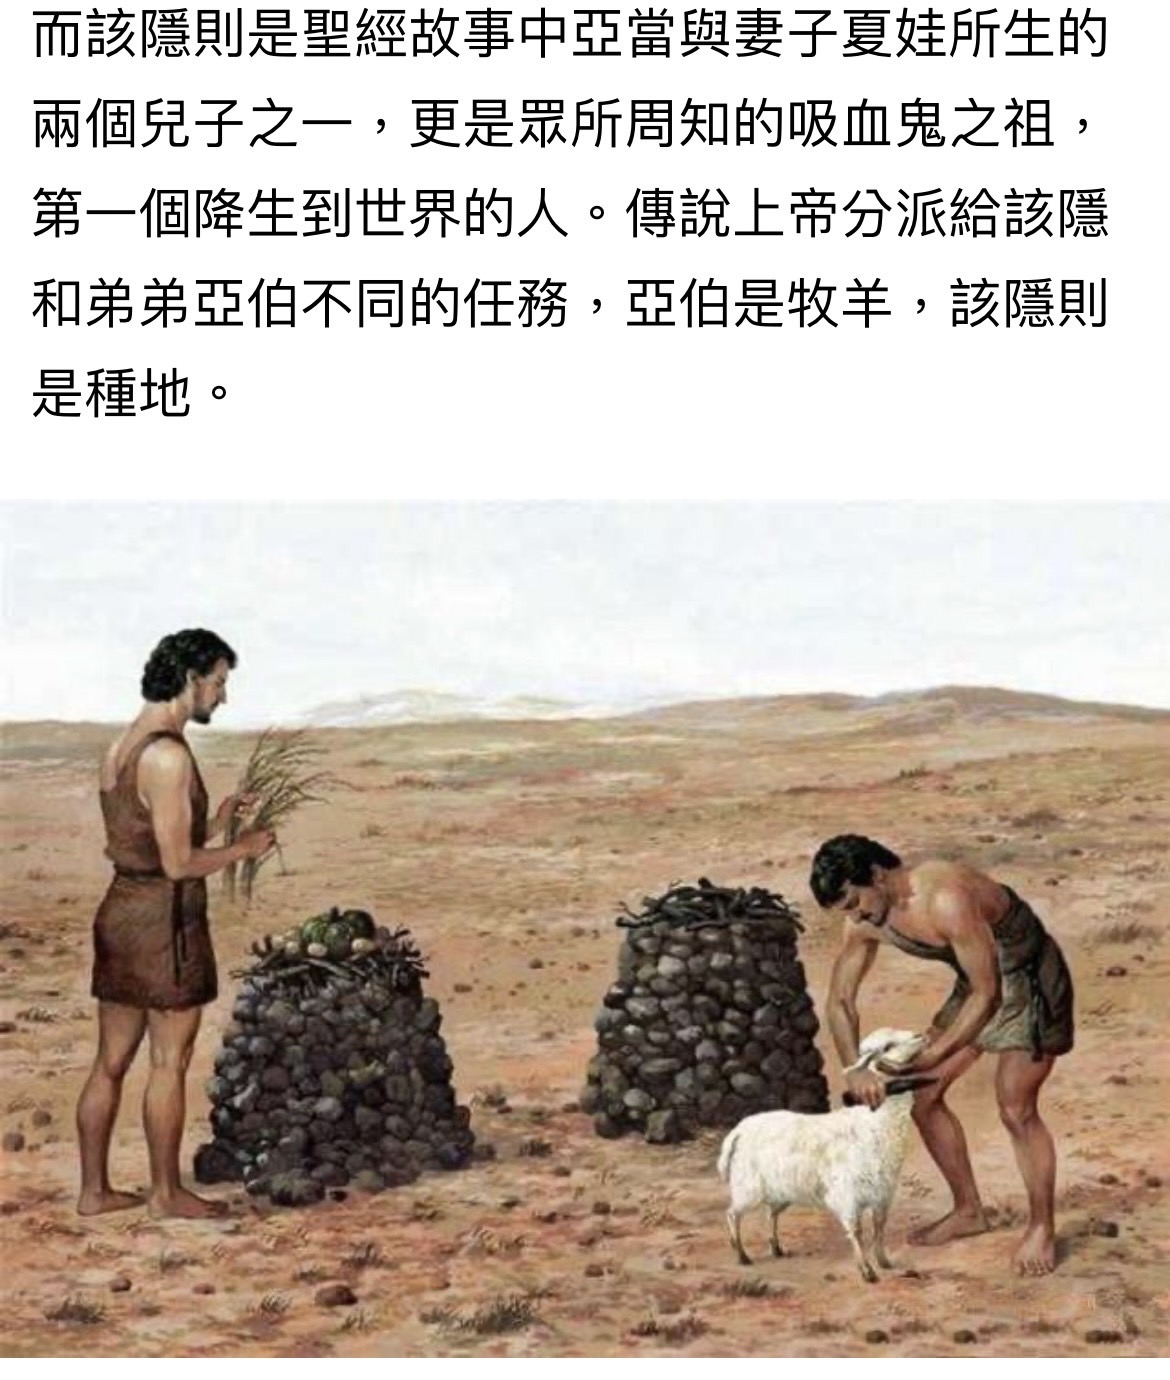 而該隱則是聖經故事中亞當與妻子夏娃所生的
兩個兒子之一，更是眾所周知的吸血鬼之祖，
第一個降生到世界的人。傳說上帝分派給該隱
和弟弟亞伯不同的任務，亞伯是牧羊，該隱則
是種地。